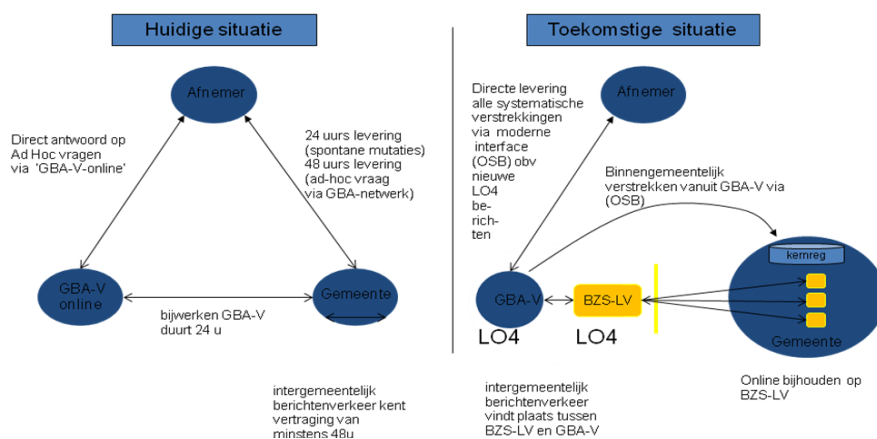 Huidige situatie
Afnemer
Direct antwoord op
Ad Hoc vragen
via 'GBA-V-online'
24 uurs levering
(spontane mutaties)
48 uurs levering
(ad-hoc vraag
via GBA-netwerk)
GBA-V
online
Gemeente
bijwerken GBA-V
duurt 24 u
intergemeentelijk
berichtenverkeer kent
vertraging van
minstens 48u
Toekomstige situatie
Directe levering
alle systematische
verstrekkingen
via moderne
interface
(OSB) obv
nieuwe
LO4
be-
rich-
ten
Afnemer
Binnengemeentelijk
verstrekken vanuit GBA-V via
(OSB)
kernreg
GBA-V
BZS-LV
Gemeente
LO4
LO4
Online bijhouden op
BZS-LV
intergemeentelijk
berichtenverkeer
vindt plaats tussen
BZS-LV en GBA-V